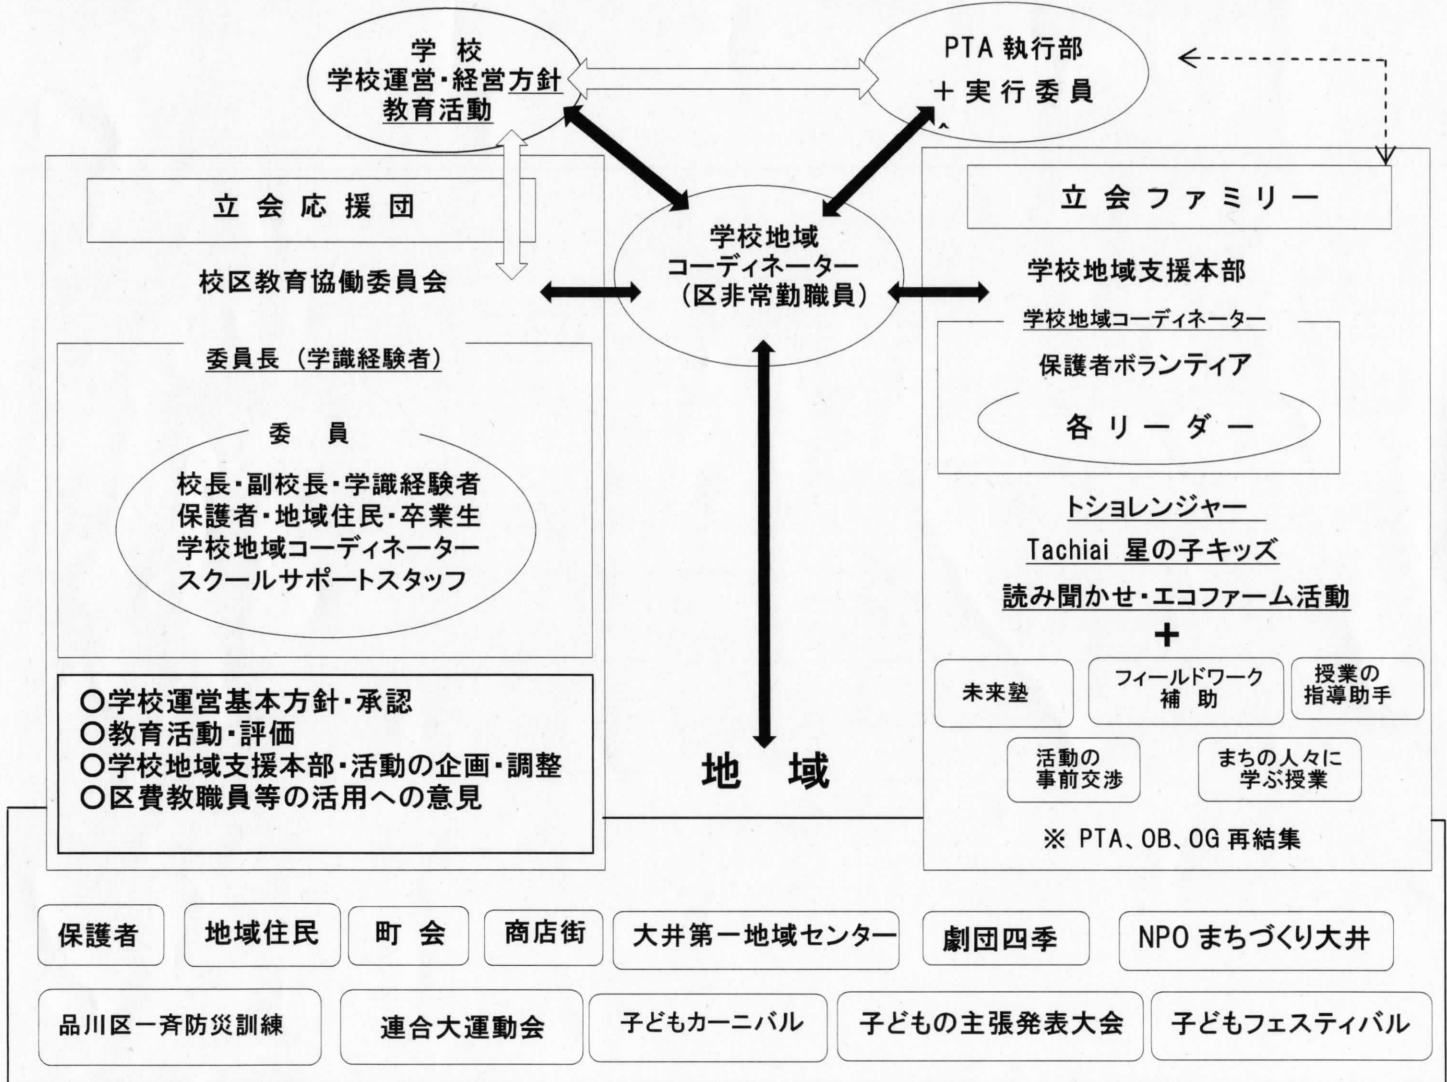 学 校
学校運営・経営方針
教育活動
PTA 執行部
＋実行委員
立 会 応 援 団
校区教育協働委員会
委員長（学識経験者）
委 員
校長・副校長・学識経験者
保護者・地域住民・卒業生
学校地域コーディネーター
スクールサポートスタッフ
○学校運営基本方針・承認
○教育活動・評価
○学校地域支援本部・活動の企画・調整
○区費教職員等の活用への意見
学校地域
コーディネーター
（区非常勤職員）
地 域
立 会 フ ァ ミ リ ー
学校地域支援本部
学校地域コーディネーター
保護者ボランティア
各 リ ー ダ ー
トショレンジャー
Tachiai 星の子キッズ
読み聞かせ・エコファーム活動
＋
未来塾
フィールドワーク
補 助
授業の
指導助手
活動の
事前交渉
まちの人々に
学ぶ授業
※ PTA、OB、OG 再結集
保護者
地域住民
町 会
商店街
大井第一地域センター
劇団四季
NPO まちづくり大井
品川区一斉防災訓練
連合大運動会
子どもカーニバル
子どもの主張発表大会
子どもフェスティバル